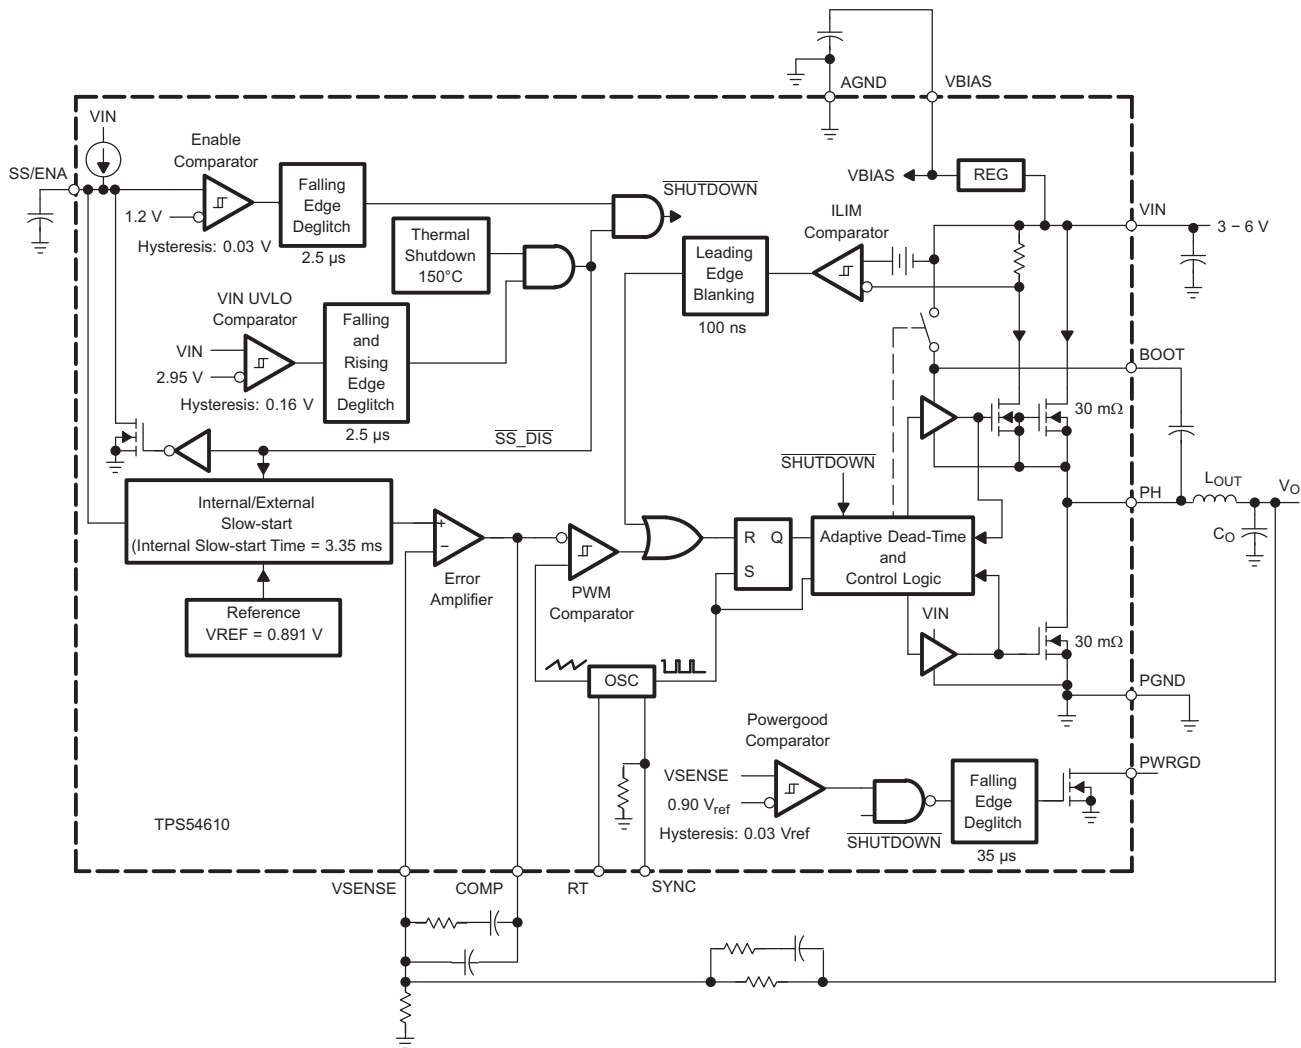 AGND
VBIAS
VIN
Enable
Comparator
SS/ENA
1.2 V
Hysteresis: 0.03 V
Falling
Edge
Deglitch
2.5 µs
SHUTDOWN
Thermal
Shutdown
150°C
VIN UVLO
Comparator
VIN
2.95 V
Hysteresis: 0.16 V
Falling
and
Rising
Edge
Deglitch
2.5 µs
SS_DIS
VBIAS
REG
ILIM
Comparator
Leading
Edge
Blanking
100 ns
VIN
3 − 6 V
BOOT
30 mΩ
SHUTDOWN
PH
LOUT
VO
CO
Internal/External
Slow-start
(Internal Slow-start Time = 3.35 ms
Reference
VREF = 0.891 V
+
−
Error
Amplifier
PWM
Comparator
R Q
S
Adaptive Dead-Time
and
Control Logic
VIN
30 mΩ
OSC
PGND
Powergood
Comparator
VSENSE
0.90 Vref
Hysteresis: 0.03 Vref
SHUTDOWN
Falling
Edge
Deglitch
35 µs
PWRGD
TPS54610
VSENSE
COMP
RT
SYNC